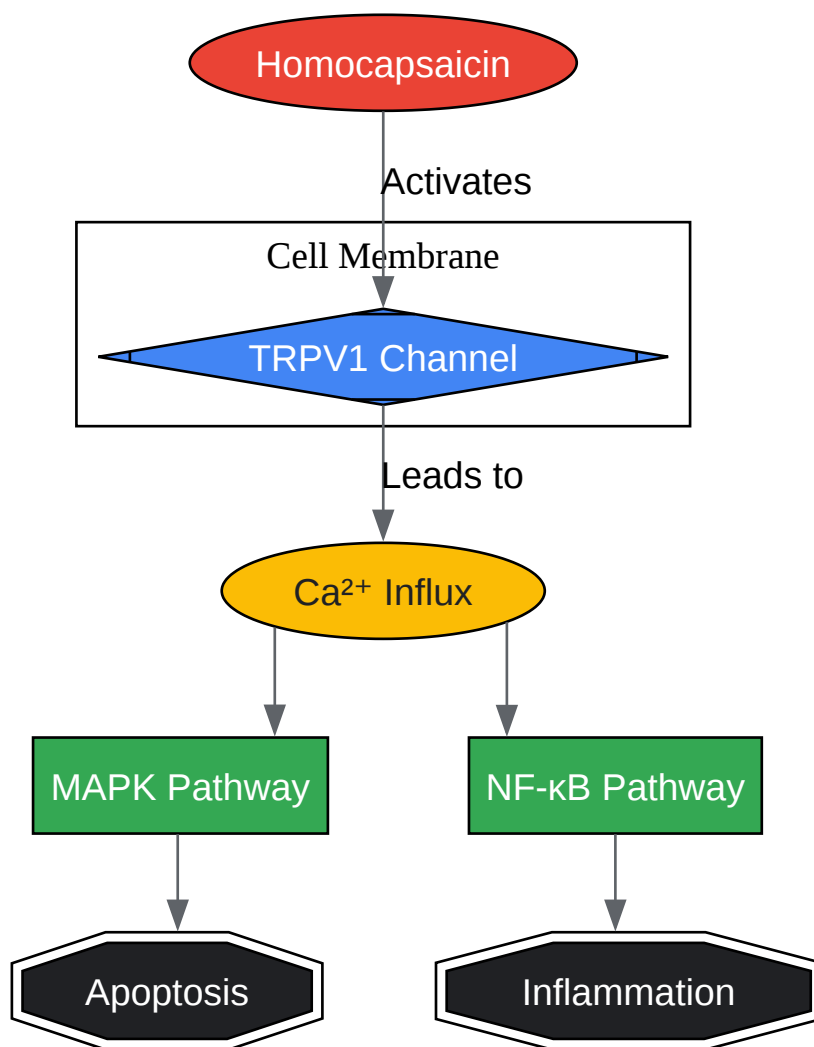 Homocapsaicin
Activates
Cell Membrane
TRPV1 Channel
Leads to
Ca²⁺ Influx
MAPK Pathway
NF-κB Pathway
Apoptosis
Inflammation